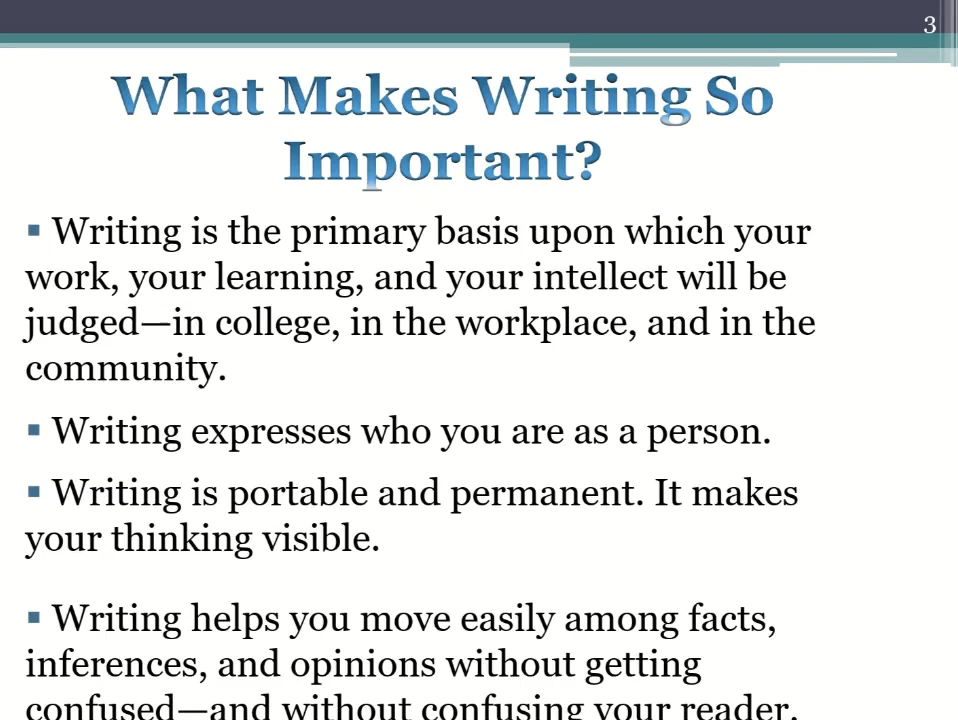 3
What Makes Writing So
Important?
▪ Writing is the primary basis upon which your
work, your learning, and your intellect will be
judged—in college, in the workplace, and in the
community.
▪ Writing expresses who you are as a person.
▪ Writing is portable and permanent. It makes
your thinking visible.
▪ Writing helps you move easily among facts,
inferences, and opinions without getting
confused—and without confusing your reader.